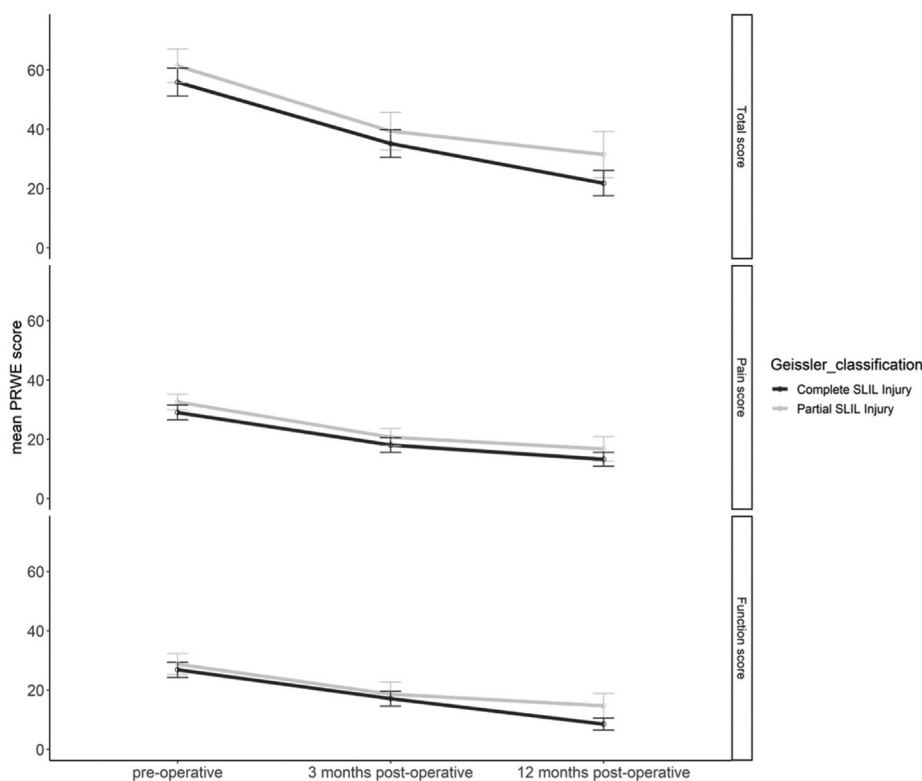 60
40
20
0
Total score
60
40
20
0
Pain score
60
40
20
0
Function score
mean PRWE score
pre-operative
3 months post-operative
12 months post-operative
Geissler_classification
Complete SLIL Injury
Partial SLIL Injury